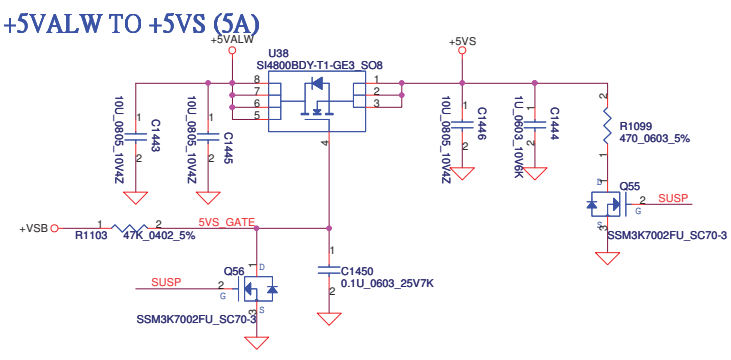 +5VALW TO +5VS (5A)
+5VALW
+5VS
U38
SI4800BDY-T1-GE3_SO8
8
7
6
5
1
2
3
4
10U_0805_10V4Z
1
2
C1443
10U_0805_10V4Z
1
2
C1445
10U_0805_10V4Z
1
2
C1446
1U_0603_10V6K
1
2
C1444
2
R1099
470_0603_5%
1
1
D
Q55
2
SUSP
G
S
3
SSM3K7002FU_SC70-3
+VSB
1
2
5VS_GATE
R1103
47K_0402_5%
1
D
Q56
SUSP
2
G
S
3
SSM3K7002FU_SC70-3
1
C1450
0.1U_0603_25V7K
2